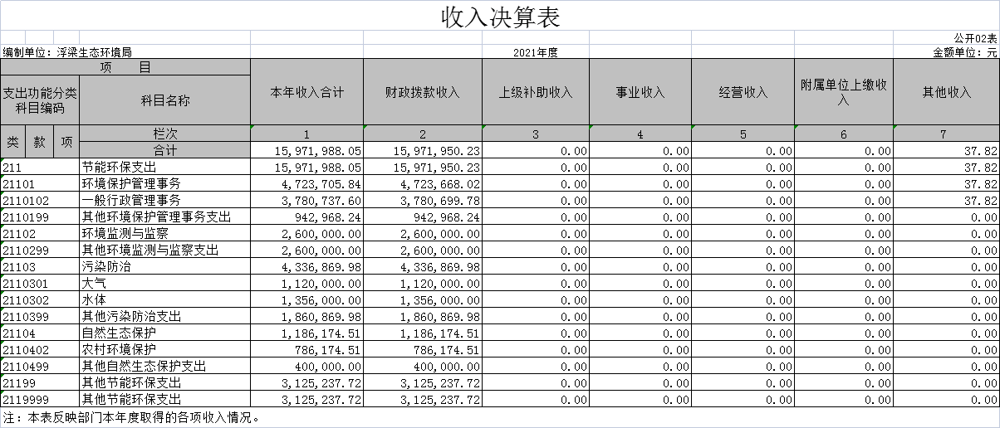 收入决算表
公开02表
编制单位：浮梁生态环境局 2021年度 金额单位：元
项 目 本年收入合计 财政拨款收入 上级补助收入 事业收入 经营收入 附属单位上缴收入 其他收入
支出功能分类科目编码 科目名称
类 款 项 栏次 1 2 3 4 5 6 7
合计 15,971,988.05 15,971,950.23 0.00 0.00 0.00 0.00 37.82
211 节能环保支出 15,971,988.05 15,971,950.23 0.00 0.00 0.00 0.00 37.82
21101 环境保护管理事务 4,723,705.84 4,723,668.02 0.00 0.00 0.00 0.00 37.82
2110102 一般行政管理事务 3,780,737.60 3,780,699.78 0.00 0.00 0.00 0.00 37.82
2110199 其他环境保护管理事务支出 942,968.24 942,968.24 0.00 0.00 0.00 0.00 0.00
21102 环境监测与监察 2,600,000.00 2,600,000.00 0.00 0.00 0.00 0.00 0.00
2110299 其他环境监测与监察支出 2,600,000.00 2,600,000.00 0.00 0.00 0.00 0.00 0.00
21103 污染防治 4,336,869.98 4,336,869.98 0.00 0.00 0.00 0.00 0.00
2110301 大气 1,120,000.00 1,120,000.00 0.00 0.00 0.00 0.00 0.00
2110302 水体 1,356,000.00 1,356,000.00 0.00 0.00 0.00 0.00 0.00
2110399 其他污染防治支出 1,860,869.98 1,860,869.98 0.00 0.00 0.00 0.00 0.00
21104 自然生态保护 1,186,174.51 1,186,174.51 0.00 0.00 0.00 0.00 0.00
2110402 农村环境保护 786,174.51 786,174.51 0.00 0.00 0.00 0.00 0.00
2110499 其他自然生态保护支出 400,000.00 400,000.00 0.00 0.00 0.00 0.00 0.00
21199 其他节能环保支出 3,125,237.72 3,125,237.72 0.00 0.00 0.00 0.00 0.00
2119999 其他节能环保支出 3,125,237.72 3,125,237.72 0.00 0.00 0.00 0.00 0.00
注：本表反映部门本年度取得的各项收入情况。